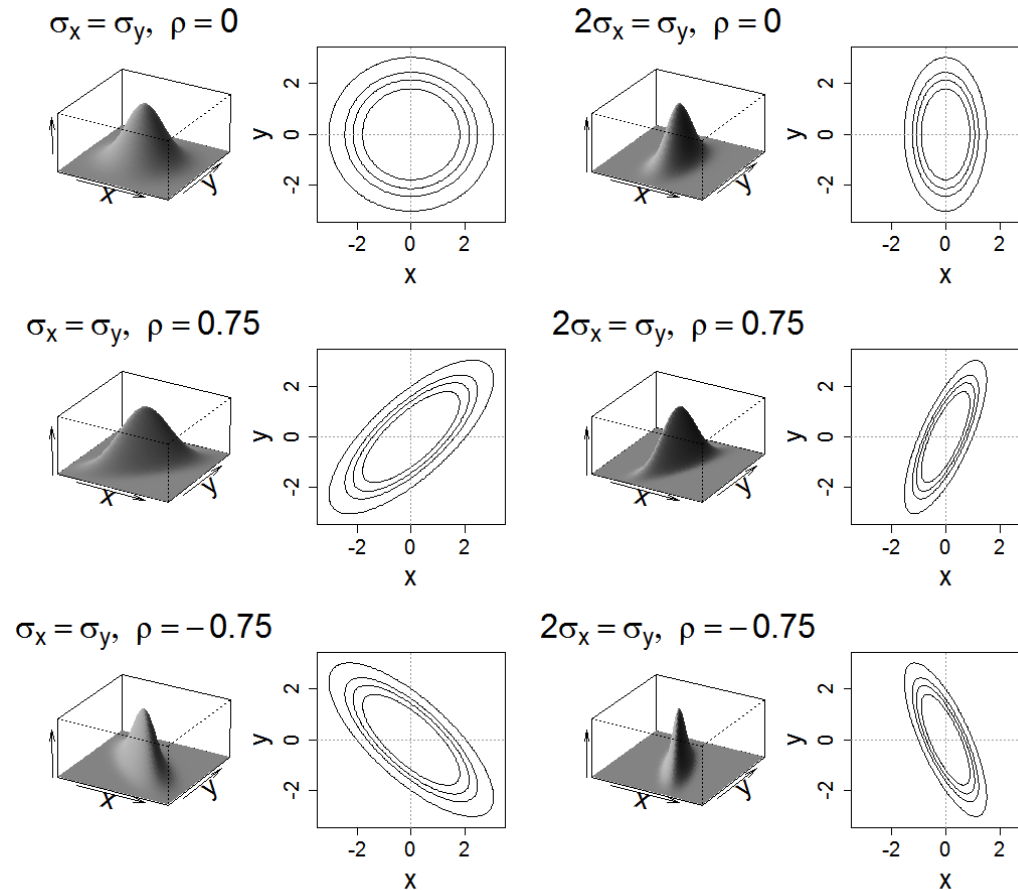 σx = σy, ρ = 0
x
y
y
2
0
-2
-2 0 2
x
2σx = σy, ρ = 0
x
y
y
2
0
-2
-2 0 2
x
σx = σy, ρ = 0.75
x
y
y
2
0
-2
-2 0 2
x
2σx = σy, ρ = 0.75
x
y
y
2
0
-2
-2 0 2
x
σx = σy, ρ = −0.75
x
y
y
2
0
-2
-2 0 2
x
2σx = σy, ρ = −0.75
x
y
y
2
0
-2
-2 0 2
x